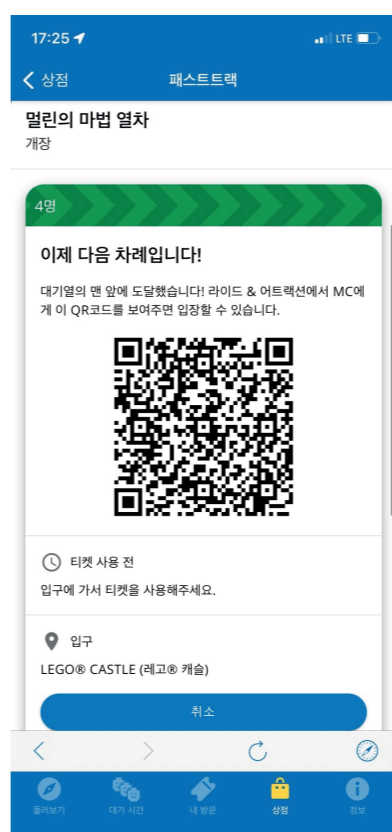 17:25
LTE
상점
패스트트랙
멀린의 마법 열차
개장
4명
이제 다음 차례입니다!
대기열의 맨 앞에 도달했습니다! 라이드 & 어트랙션에서 MC에
게 이 QR코드를 보여주면 입장할 수 있습니다.
티켓 사용 전
입구에 가서 티켓을 사용해주세요.
입구
LEGO® CASTLE (레고® 캐슬)
취소
둘러보기
대기 시간
내 방문
상점
정보